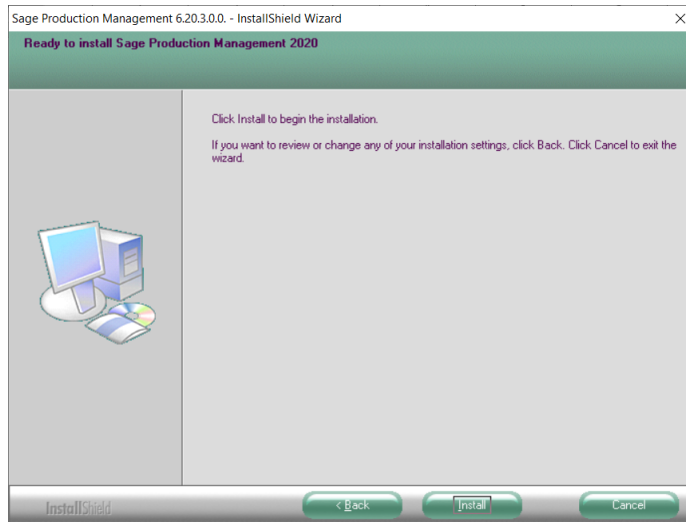 Sage Production Management 6.20.3.0.0. - InstallShield Wizard
Ready to install Sage Production Management 2020
Click Install to begin the installation.
If you want to review or change any of your installation settings, click Back. Click Cancel to exit the
wizard.
InstallShield
< Back
Install
Cancel